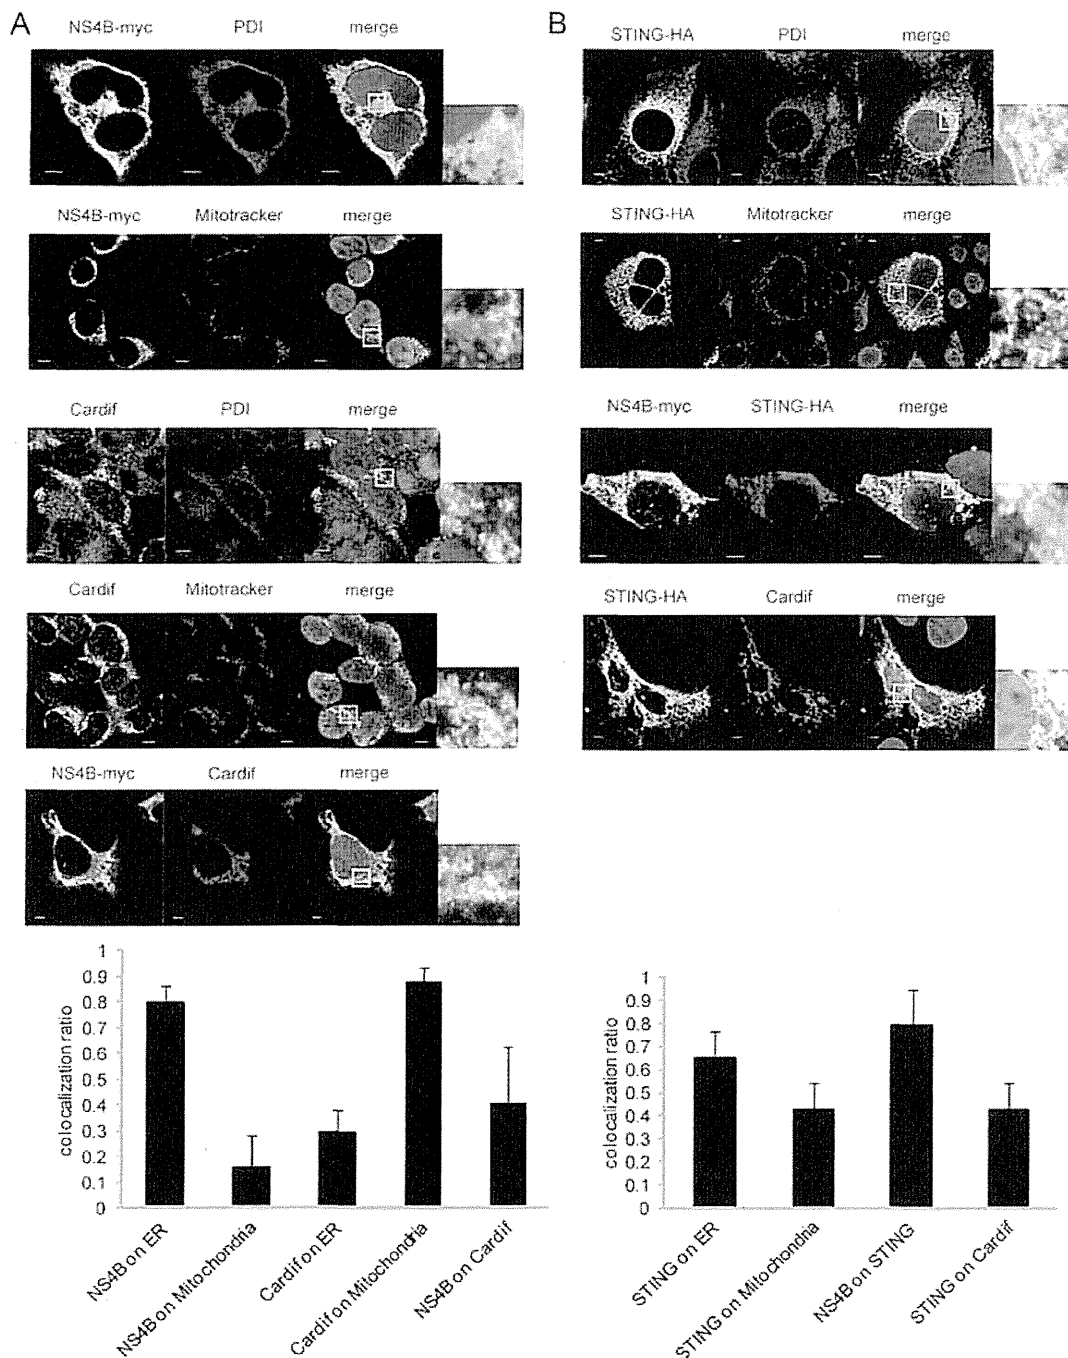 A
NS4B-myc PDI merge
NS4B-myc Mitotracker merge
Cardif PDI merge
Cardif Mitotracker merge
NS4B-myc Cardif merge
colocalization ratio
1
0.9
0.8
0.7
0.6
0.5
0.4
0.3
0.2
0.1
0
NS4B on ER
NS4B on Mitochondria
Cardif on ER
Cardif on Mitochondria
NS4B on Cardif
B
STING-HA PDI merge
STING-HA Mitotracker merge
NS4B-myc STING-HA merge
STING-HA Cardif merge
colocalization ratio
1
0.9
0.8
0.7
0.6
0.5
0.4
0.3
0.2
0.1
0
STING on ER
STING on Mitochondria
NS4B on STING
STING on Cardif